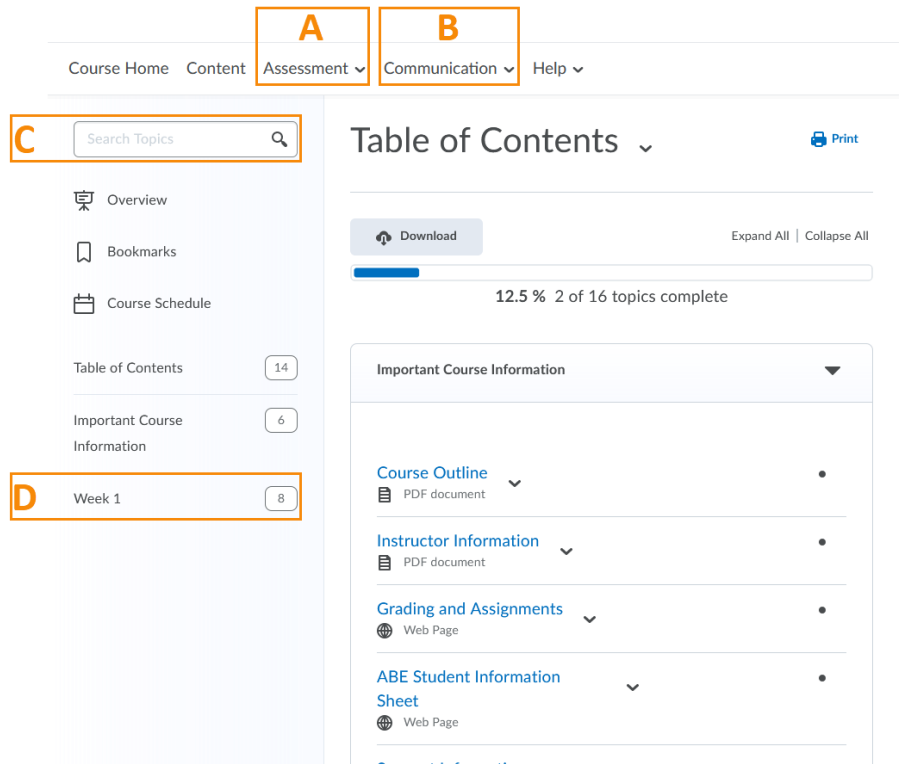 A
B
Course Home Content Assessment Communication Help
C
Search Topics
Table of Contents
Print
Overview
Bookmarks
Course Schedule
Table of Contents 14
Important Course
Information
6
D
Week 1 8
Download
Expand All | Collapse All
12.5 % 2 of 16 topics complete
Important Course Information
Course Outline
PDF document
Instructor Information
PDF document
Grading and Assignments
Web Page
ABE Student Information
Sheet
Web Page